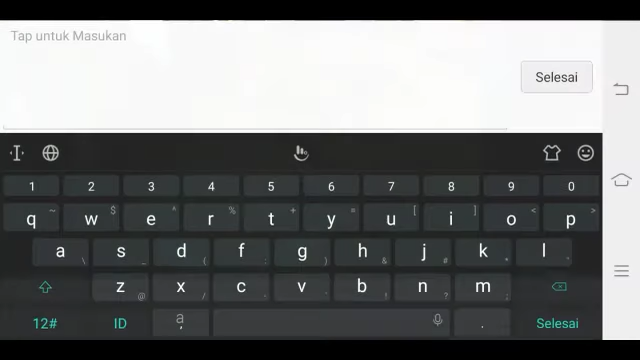 Tap untuk Masukan
Selesai
1 2 3 4 5 6 7 8 9 0
q ~ w $ e ^ r % t + y = u [ i ] o < p >
a \ s _ d ( f : g ) h & j # k * l
z @ x / c v b ! n ? m ;
12# ID a , . Selesai